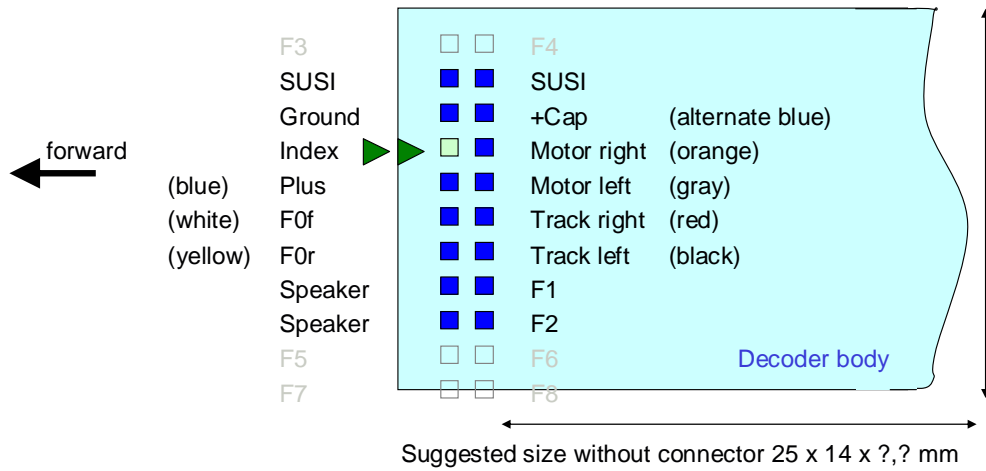 F3 F4
SUSI SUSI
Ground +Cap (alternate blue)
forward Index Motor right (orange)
(blue) Plus Motor left (gray)
(white) F0f Track right (red)
(yellow) F0r Track left (black)
Speaker F1
Speaker F2
F5 F6 Decoder body
F7 F8
Suggested size without connector 25 x 14 x ?,? mm